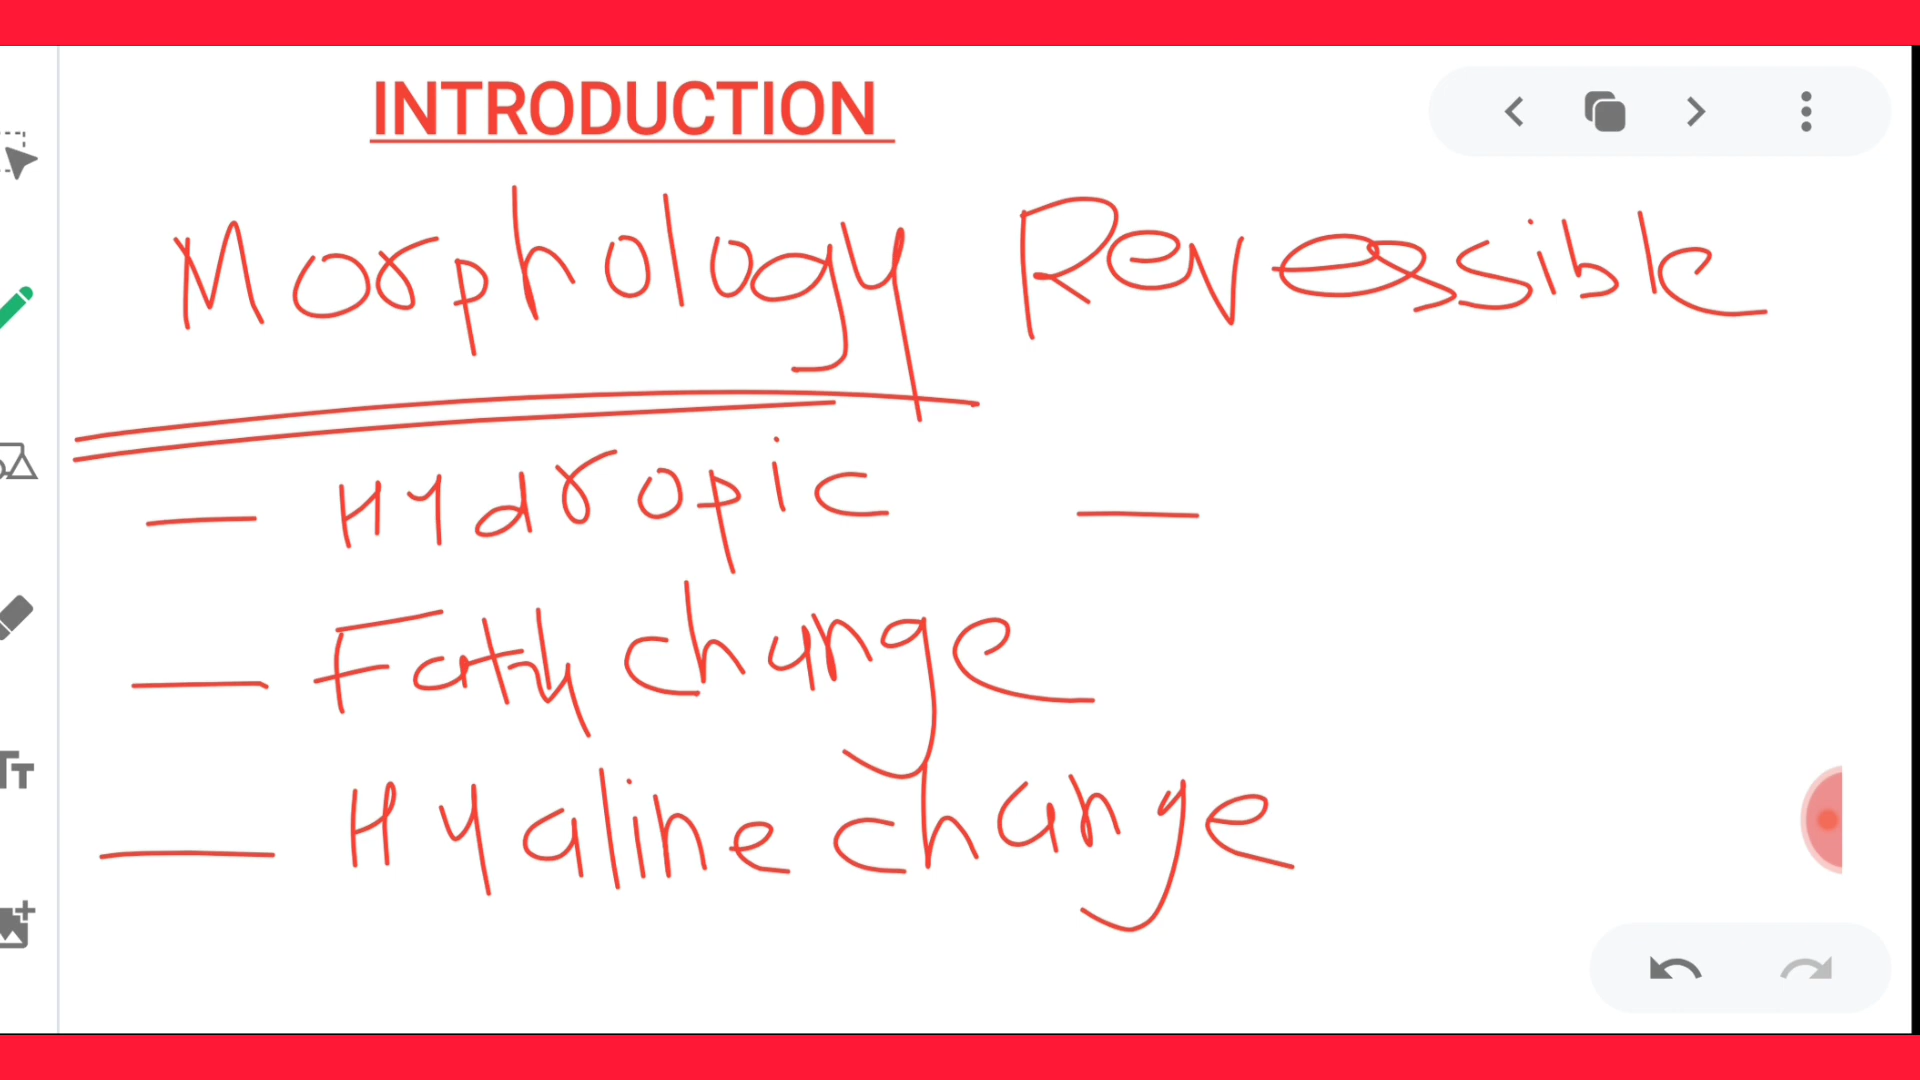 INTRODUCTION
Morphology Reversible
— Hydropic —
— Fatty change
— Hyaline change